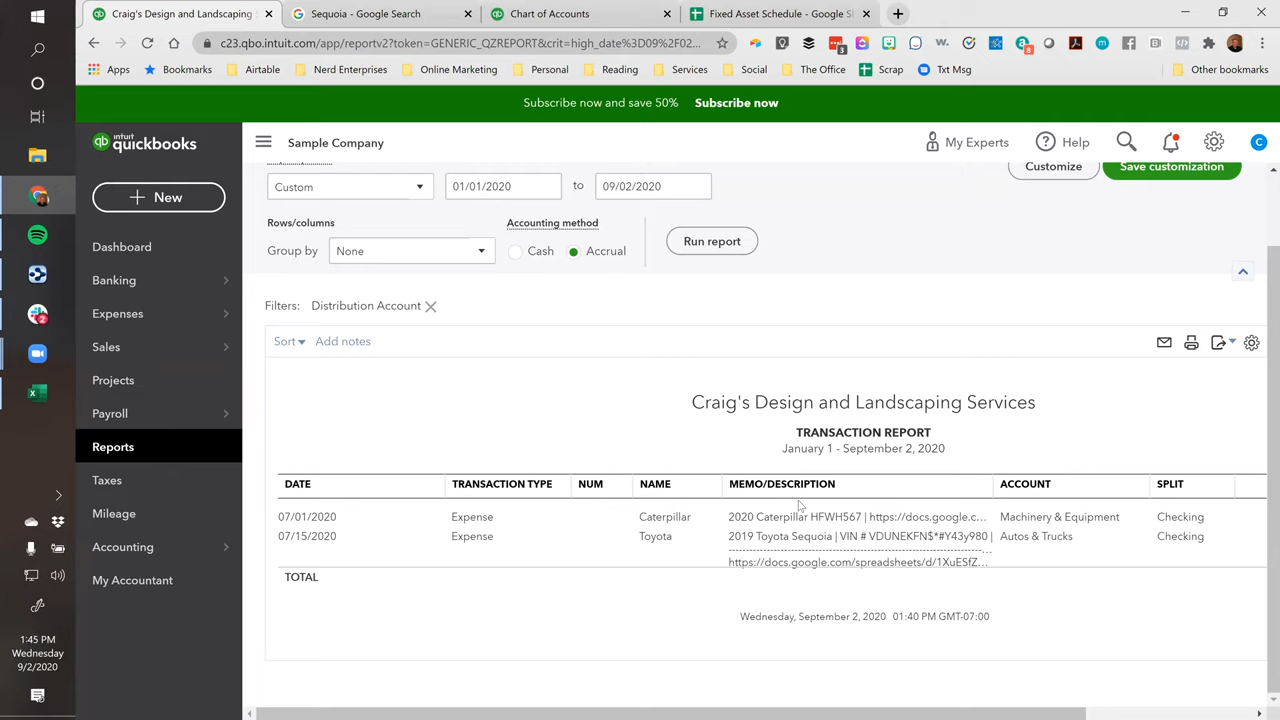 Craig's Design and Landscaping
Sequoia - Google Search
Chart of Accounts
Fixed Asset Schedule - Google Sh
c23.qbo.intuit.com/app/reportv2?token=GENERIC_QZREPORT&crit=high_date%3D09%2F02...
Apps
Bookmarks
Airtable
Nerd Enterprises
Online Marketing
Personal
Reading
Services
Social
The Office
Scrap
Txt Msg
Other bookmarks
Subscribe now and save 50% Subscribe now
intuit
quickbooks
Sample Company
My Experts
Help
C
New
Custom
01/01/2020 to 09/02/2020
Customize
Save customization
Rows/columns
Accounting method
Group by None
Cash
Accrual
Run report
Dashboard
Banking
Expenses
Sales
Projects
Payroll
Reports
Taxes
Mileage
Accounting
My Accountant
Filters: Distribution Account
Sort Add notes
Craig's Design and Landscaping Services
TRANSACTION REPORT
January 1 - September 2, 2020
DATE TRANSACTION TYPE NUM NAME MEMO/DESCRIPTION ACCOUNT SPLIT
07/01/2020 Expense Caterpillar 2020 Caterpillar HFWH567 | https://docs.google.c... Machinery & Equipment Checking
07/15/2020 Expense Toyota 2019 Toyota Sequoia | VIN # VDUNEKFN$*#Y43y980 | Autos & Trucks Checking
--------------------------------------------------------------...
https://docs.google.com/spreadsheets/d/1XuESfZ...
TOTAL
Wednesday, September 2, 2020 01:40 PM GMT-07:00
1:45 PM
Wednesday
9/2/2020